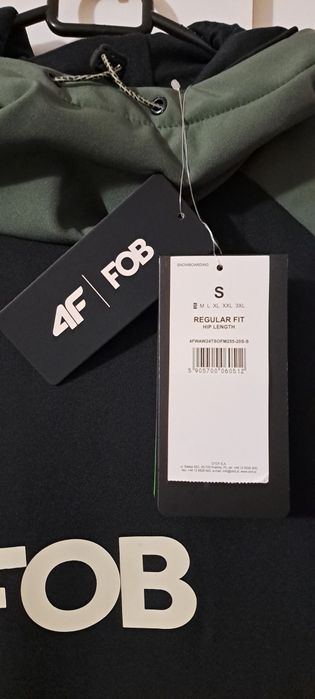 4F | FOB
SNOWBOARDING
S
S M L XL XXL 3XL
REGULAR FIT
HIP LENGTH
4FWAW24TSOFM255-20S-S
5 905700 060512
OTCF S.A.
FOB